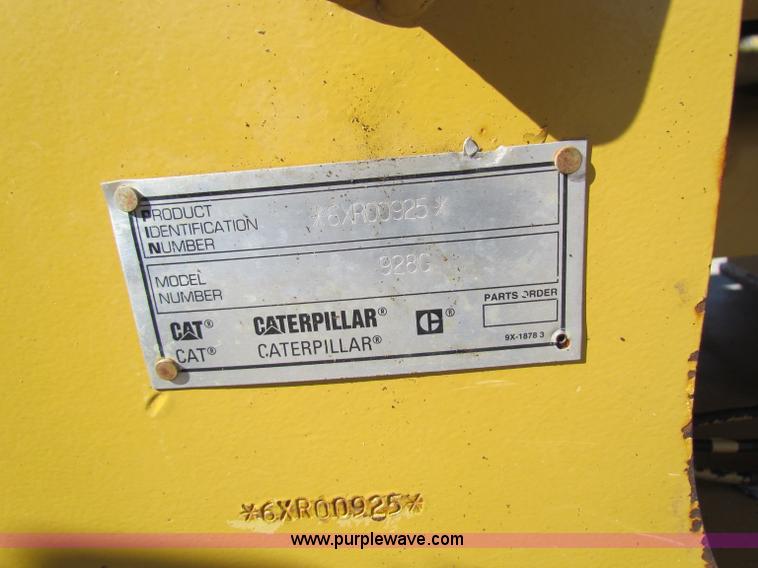 PRODUCT
IDENTIFICATION
NUMBER
*6XR00925*
MODEL
NUMBER
928G
PARTS ORDER
9X-1878 3
CAT® CATERPILLAR® C®
CAT® CATERPILLAR®
*6XR00925*
www.purplewave.com